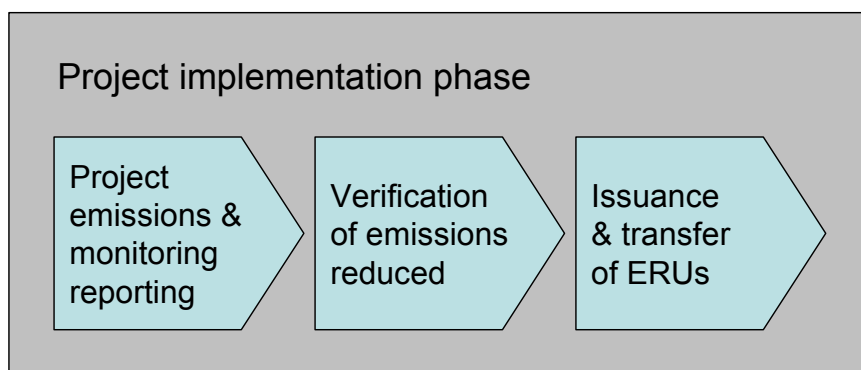 Project implementation phase
Project
emissions &
monitoring
reporting
Verification
of emissions
reduced
Issuance
& transfer
of ERUs